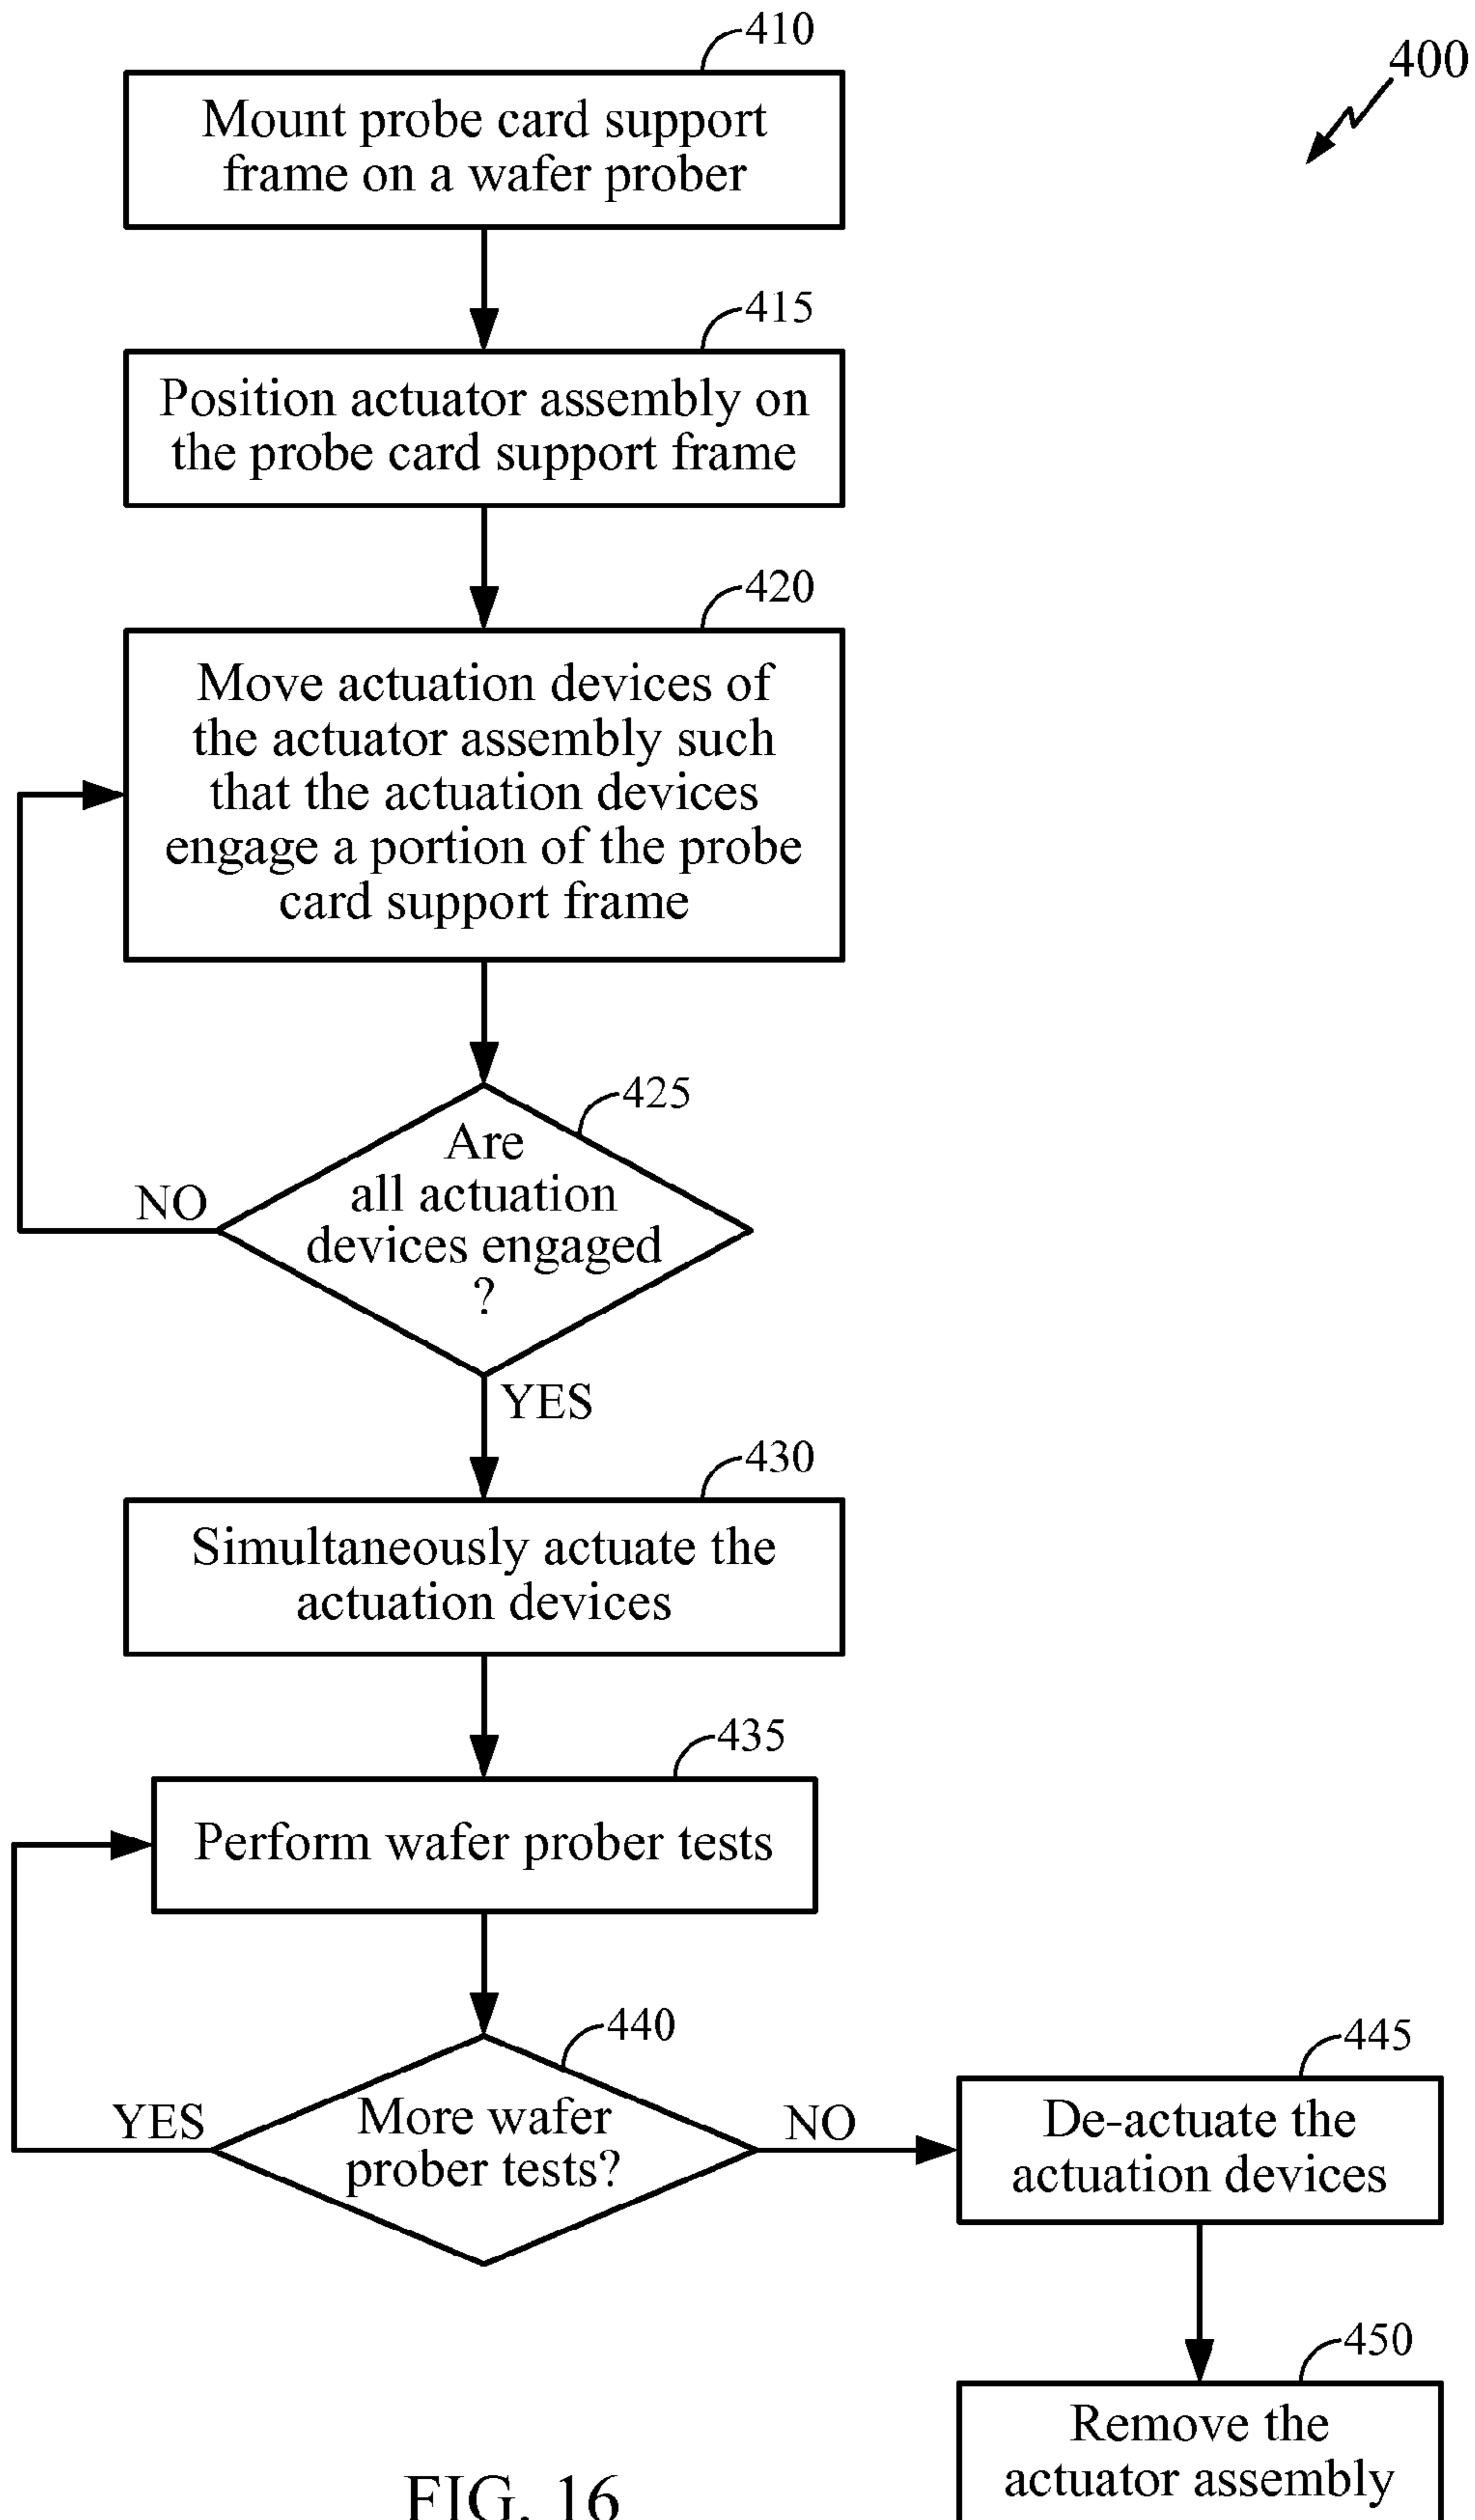 410
400
Mount probe card support
frame on a wafer prober
415
Position actuator assembly on
the probe card support frame
420
Move actuation devices of
the actuator assembly such
that the actuation devices
engage a portion of the probe
card support frame
425
Are
all actuation
devices engaged
?
NO
YES
430
Simultaneously actuate the
actuation devices
435
Perform wafer prober tests
440
More wafer
prober tests?
YES
NO
445
De-actuate the
actuation devices
450
Remove the
actuator assembly
FIG. 16